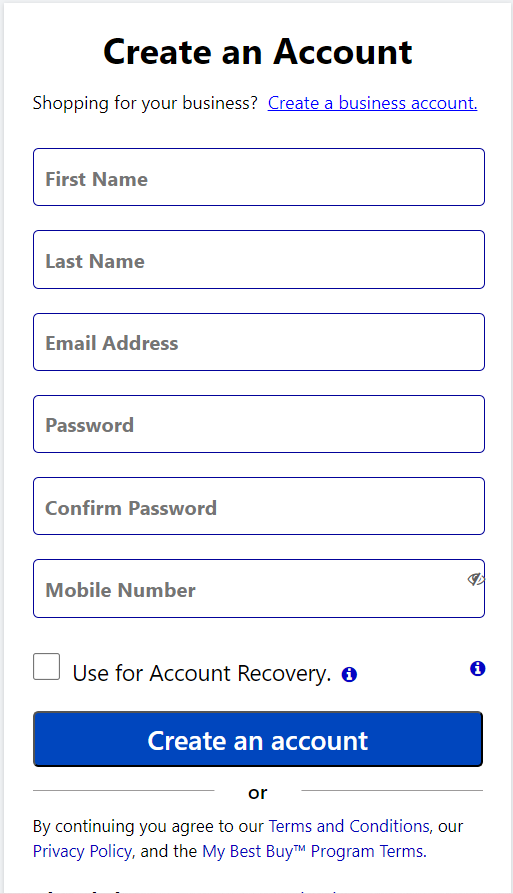 Create an Account
Shopping for your business? Create a business account.
First Name
Last Name
Email Address
Password
Confirm Password
Mobile Number
Use for Account Recovery.
Create an account
or
By continuing you agree to our Terms and Conditions, our
Privacy Policy, and the My Best Buy™ Program Terms.